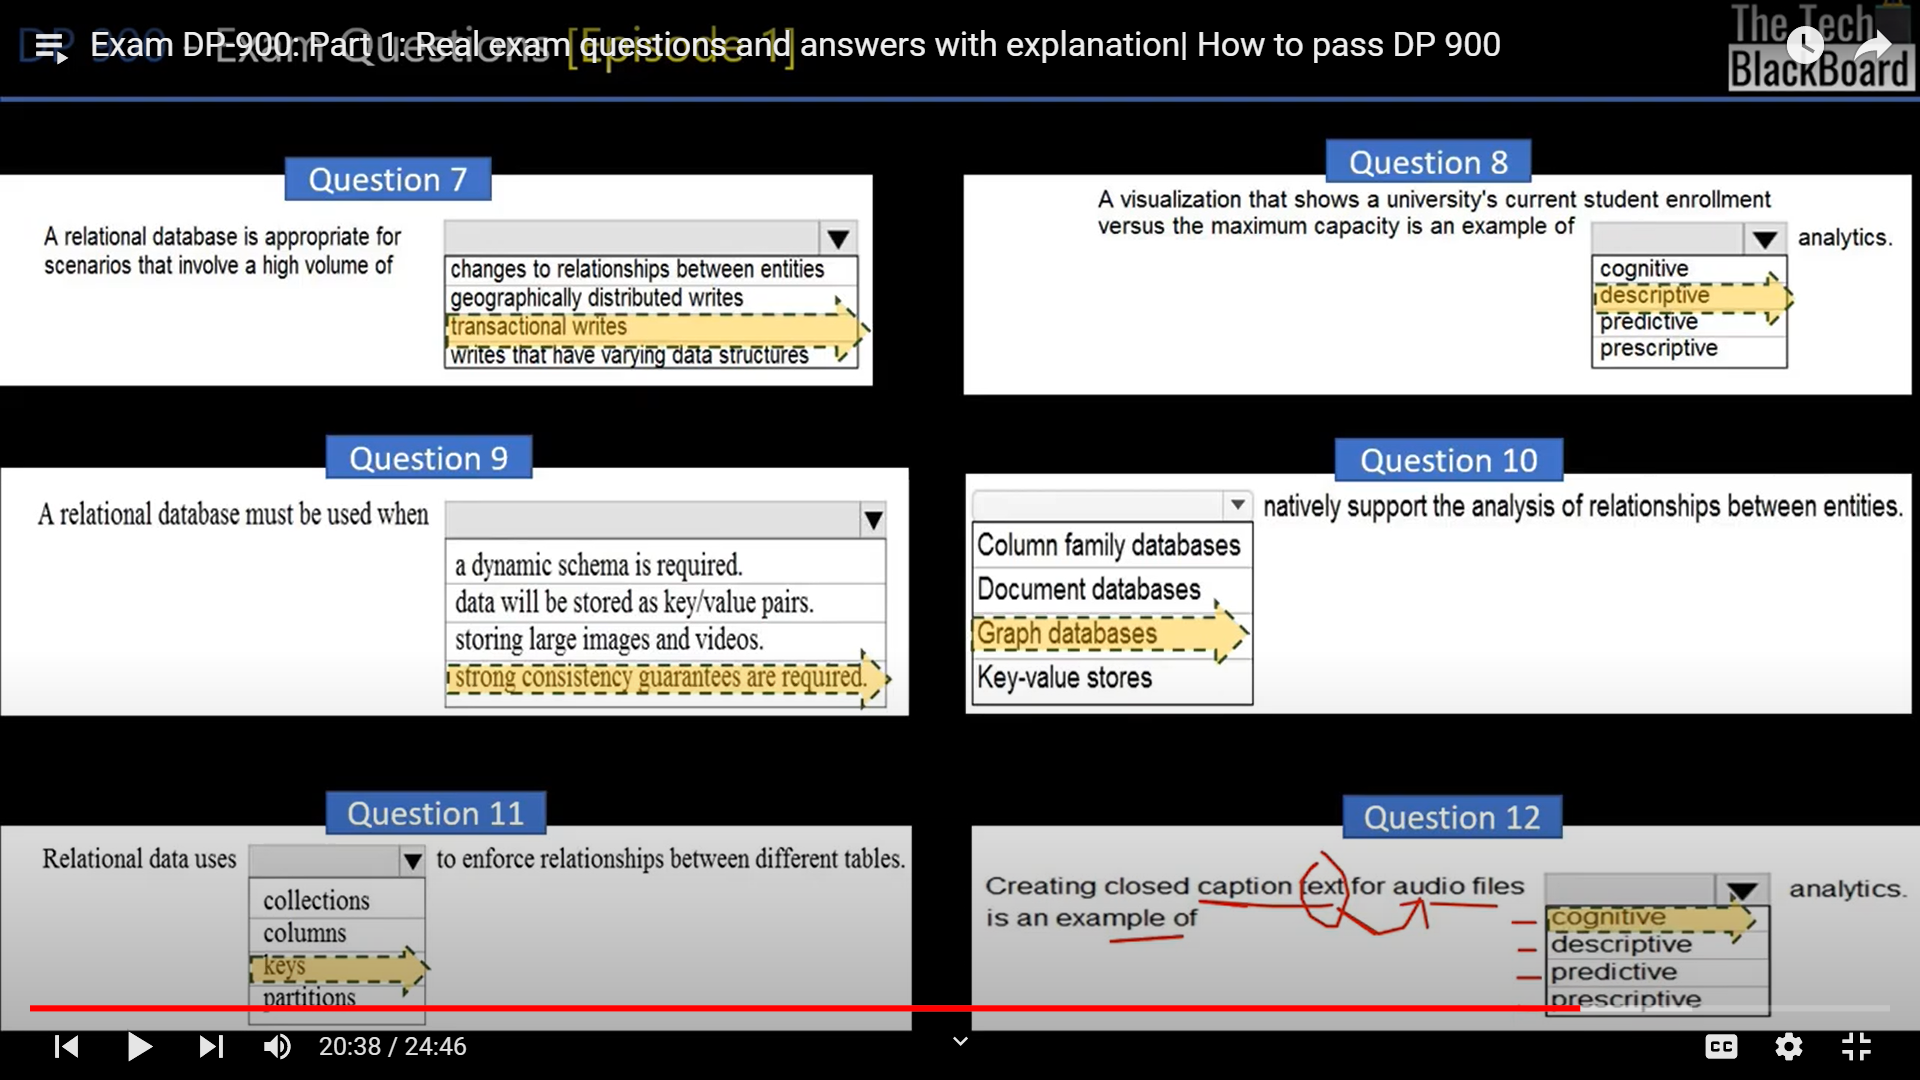 DP 900 - Exam Questions [Episode 1]
Exam DP-900: Part 1: Real exam questions and answers with explanation| How to pass DP 900
The Tech
BlackBoard
Question 7
A relational database is appropriate for
scenarios that involve a high volume of
changes to relationships between entities
geographically distributed writes
transactional writes
writes that have varying data structures
Question 8
A visualization that shows a university's current student enrollment
versus the maximum capacity is an example of
analytics.
cognitive
descriptive
predictive
prescriptive
Question 9
A relational database must be used when
a dynamic schema is required.
data will be stored as key/value pairs.
storing large images and videos.
strong consistency guarantees are required.
Question 10
natively support the analysis of relationships between entities.
Column family databases
Document databases
Graph databases
Key-value stores
Question 11
Relational data uses
to enforce relationships between different tables.
collections
columns
keys
partitions
Question 12
Creating closed caption text for audio files
is an example of
analytics.
cognitive
descriptive
predictive
prescriptive
20:38 / 24:46
CC